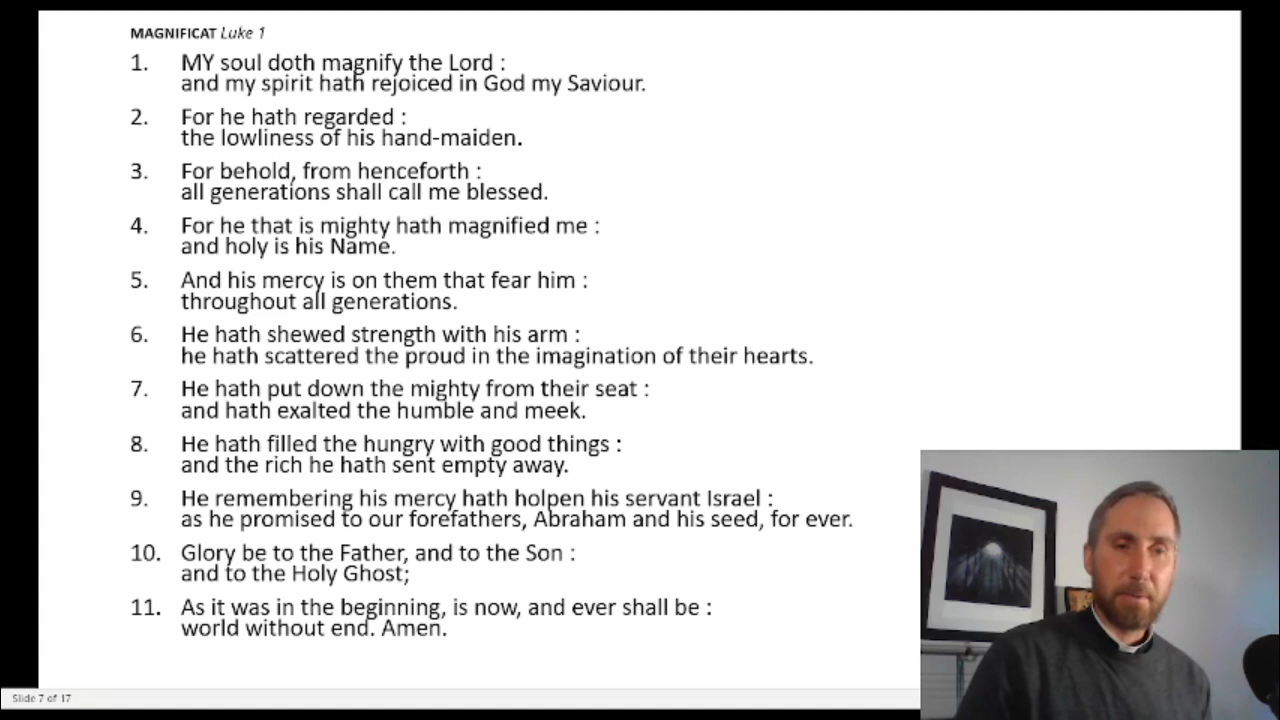 MAGNIFICAT Luke 1
1. MY soul doth magnify the Lord :
and my spirit hath rejoiced in God my Saviour.
2. For he hath regarded :
the lowliness of his hand-maiden.
3. For behold, from henceforth :
all generations shall call me blessed.
4. For he that is mighty hath magnified me :
and holy is his Name.
5. And his mercy is on them that fear him :
throughout all generations.
6. He hath shewed strength with his arm :
he hath scattered the proud in the imagination of their hearts.
7. He hath put down the mighty from their seat :
and hath exalted the humble and meek.
8. He hath filled the hungry with good things :
and the rich he hath sent empty away.
9. He remembering his mercy hath holpen his servant Israel :
as he promised to our forefathers, Abraham and his seed, for ever.
10. Glory be to the Father, and to the Son :
and to the Holy Ghost;
11. As it was in the beginning, is now, and ever shall be :
world without end. Amen.
Slide 7 of 17